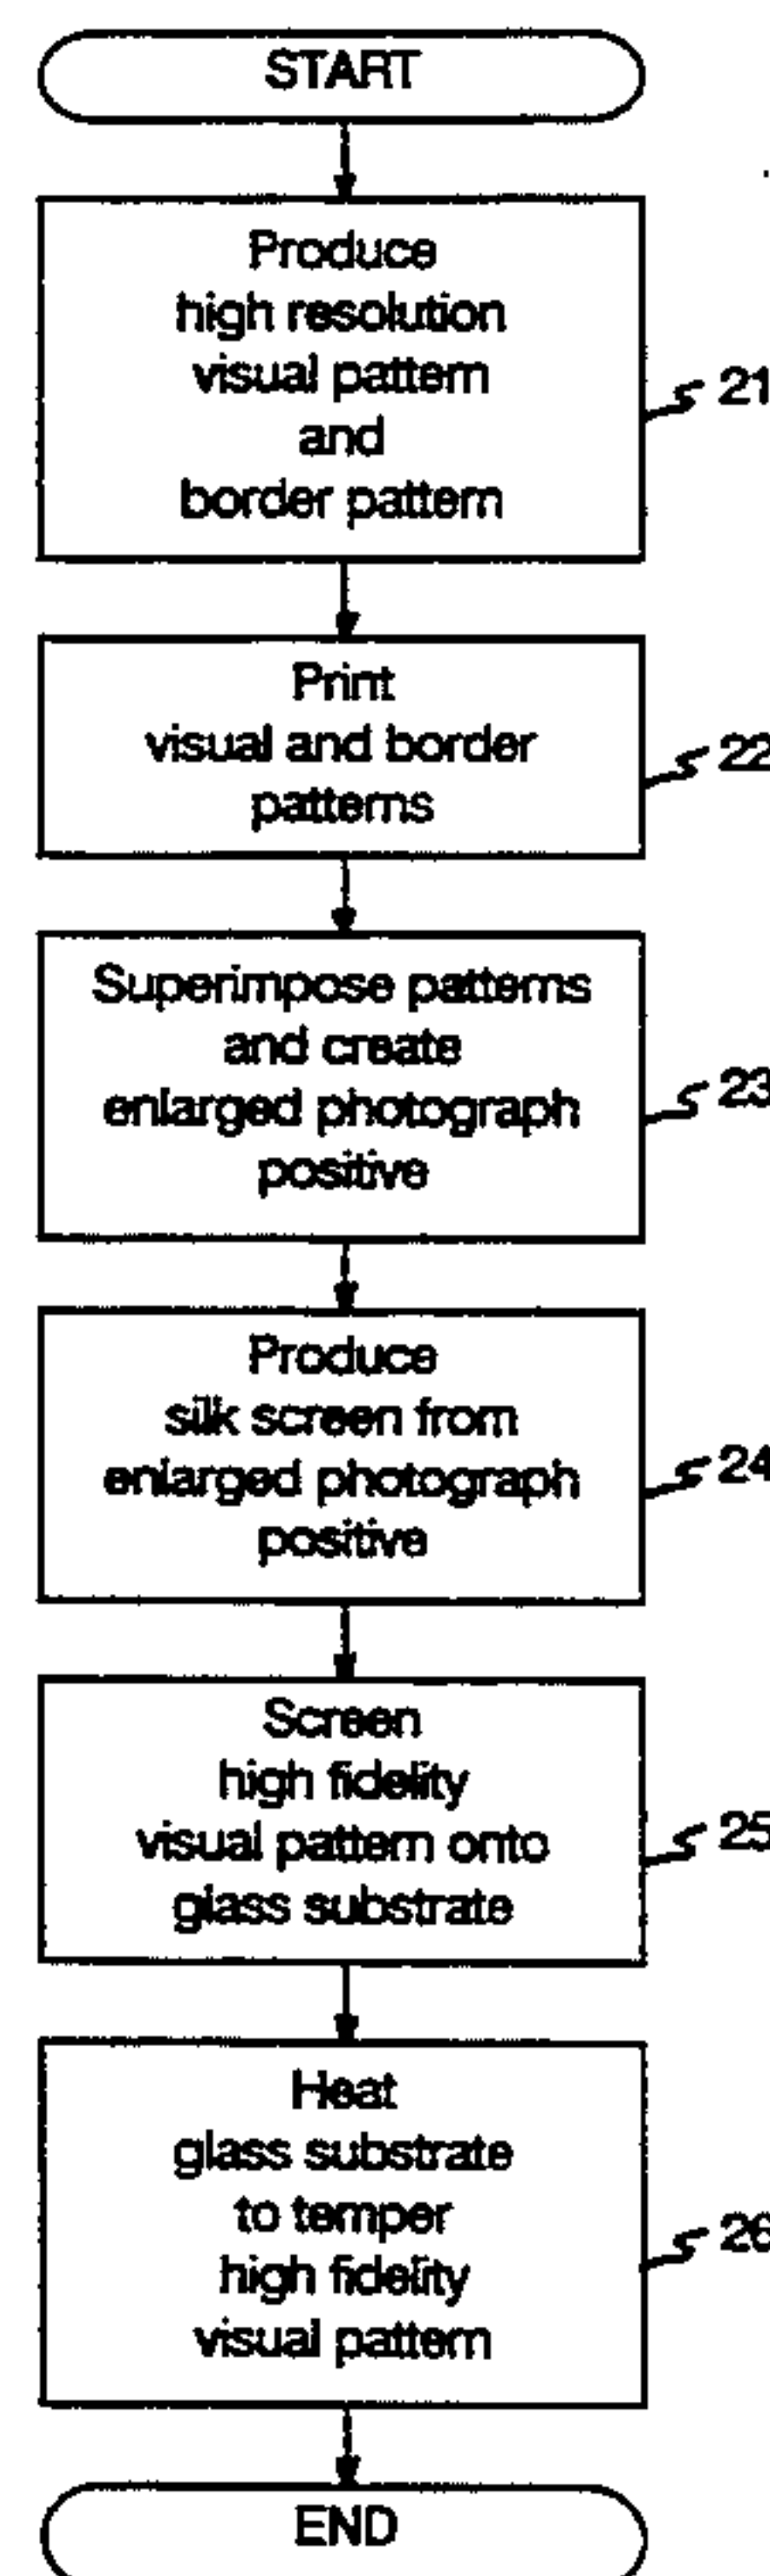 START
Produce
high resolution
visual pattern
and
border pattern
21
Print
visual and border
patterns
22
Superimpose patterns
and create
enlarged photograph
positive
23
Produce
silk screen from
enlarged photograph
positive
24
Screen
high fidelity
visual pattern onto
glass substrate
25
Heat
glass substrate
to temper
high fidelity
visual pattern
26
END